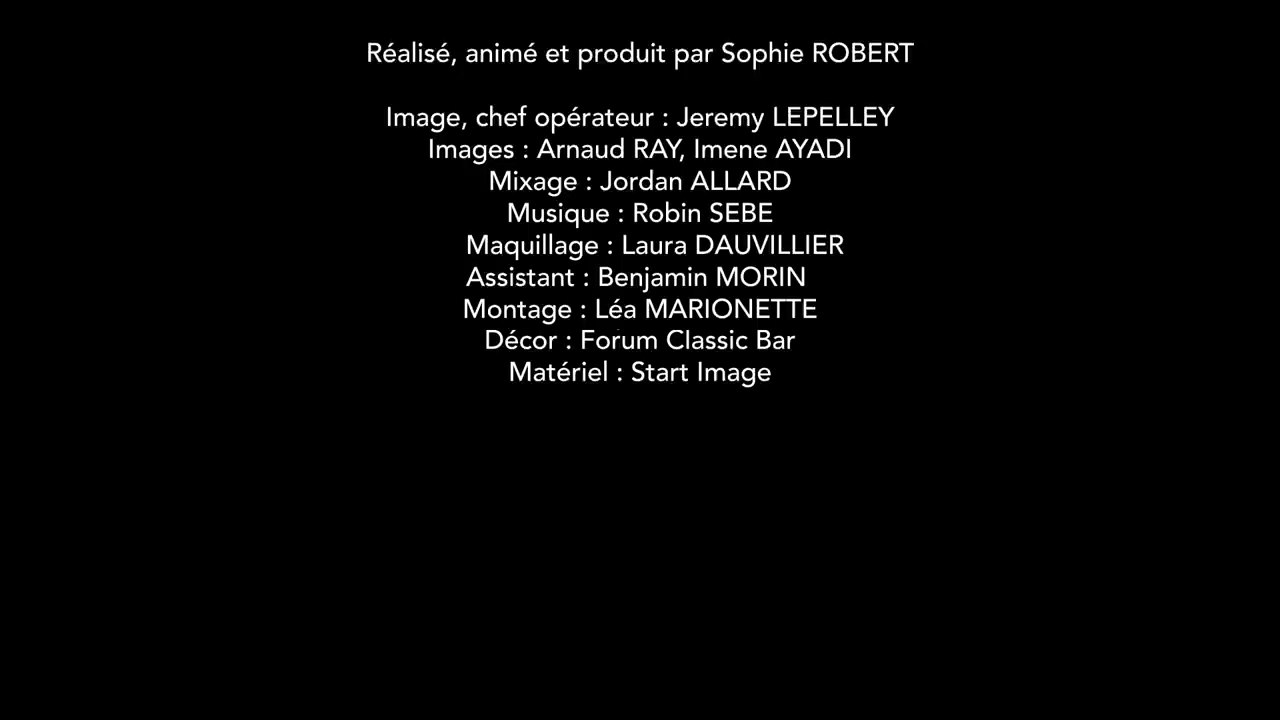 Réalisé, animé et produit par Sophie ROBERT
Image, chef opérateur : Jeremy LEPELLEY
Images : Arnaud RAY, Imene AYADI
Mixage : Jordan ALLARD
Musique : Robin SEBE
Maquillage : Laura DAUVILLIER
Assistant : Benjamin MORIN
Montage : Léa MARIONETTE
Décor : Forum Classic Bar
Matériel : Start Image